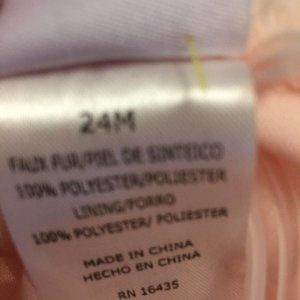 24M
FAUX FUR/PIEL DE SINTEICO
100% POLYESTER/POLIESTER
LINING/FORRO
100% POLYESTER/ POLIESTER
MADE IN CHINA
HECHO EN CHINA
RN 16435